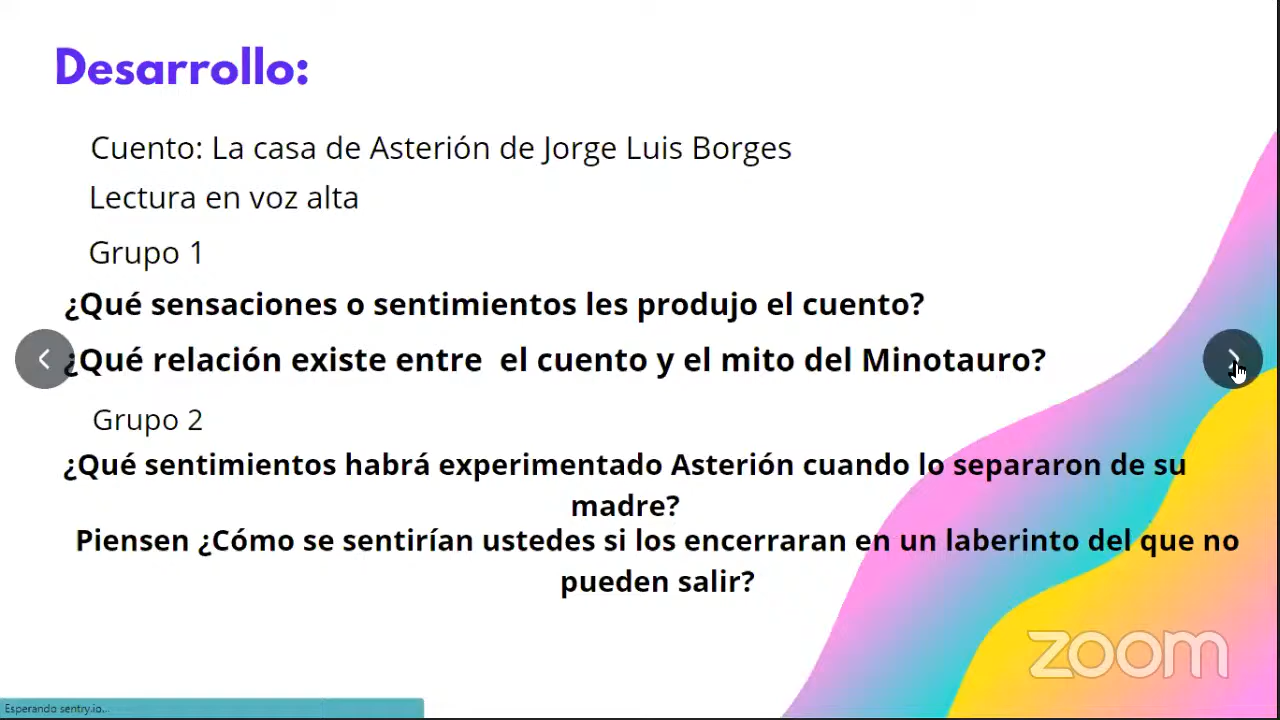 Desarrollo:
Cuento: La casa de Asterión de Jorge Luis Borges
Lectura en voz alta
Grupo 1
¿Qué sensaciones o sentimientos les produjo el cuento?
¿Qué relación existe entre el cuento y el mito del Minotauro?
Grupo 2
¿Qué sentimientos habrá experimentado Asterión cuando lo separaron de su
madre?
Piensen ¿Cómo se sentirían ustedes si los encerraran en un laberinto del que no
pueden salir?
zoom
Esperando sentry.io...